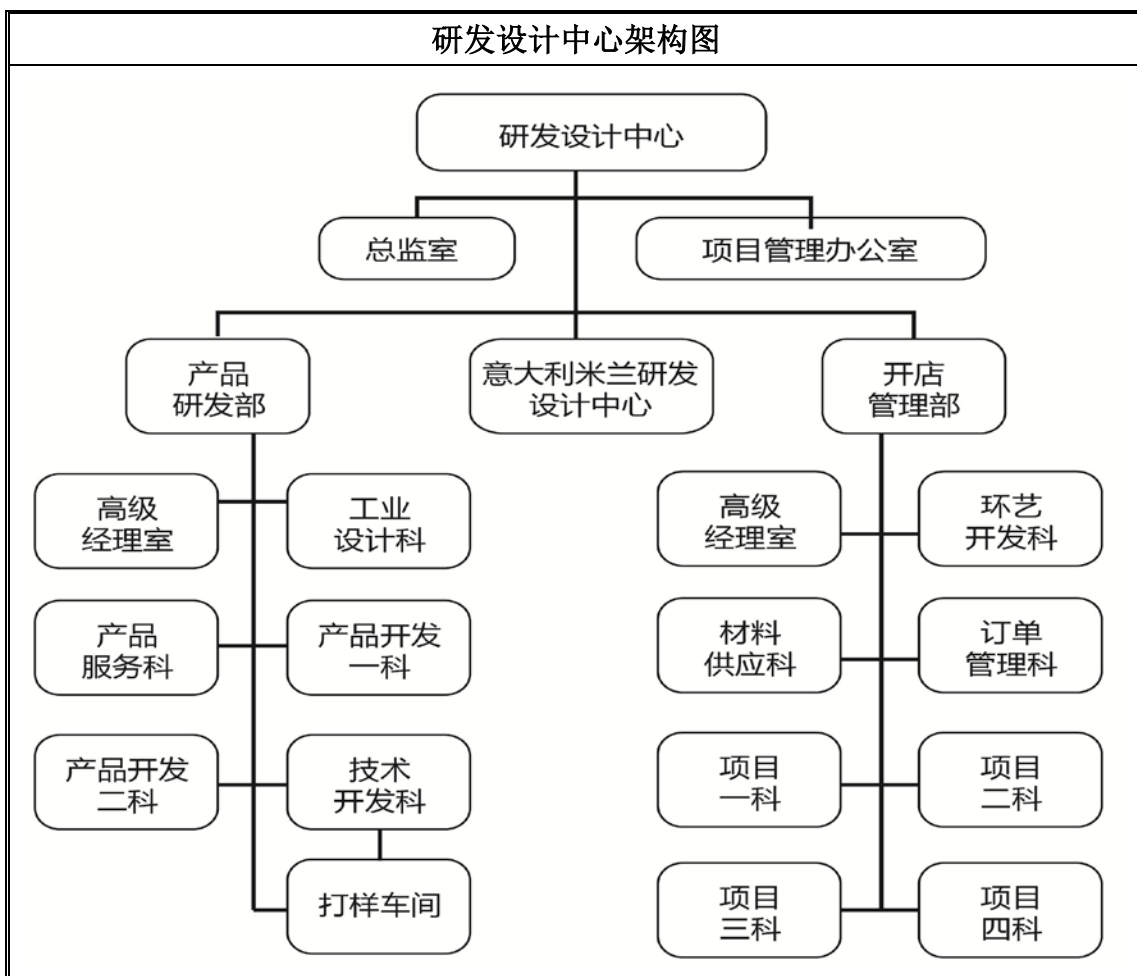 研发设计中心架构图
研发设计中心
总监室
项目管理办公室
产品
研发部
意大利米兰研发
设计中心
开店
管理部
高级
经理室
工业
设计科
高级
经理室
环艺
开发科
产品
服务科
产品开发
一科
材料
供应科
订单
管理科
产品开发
二科
技术
开发科
项目
一科
项目
二科
打样车间
项目
三科
项目
四科